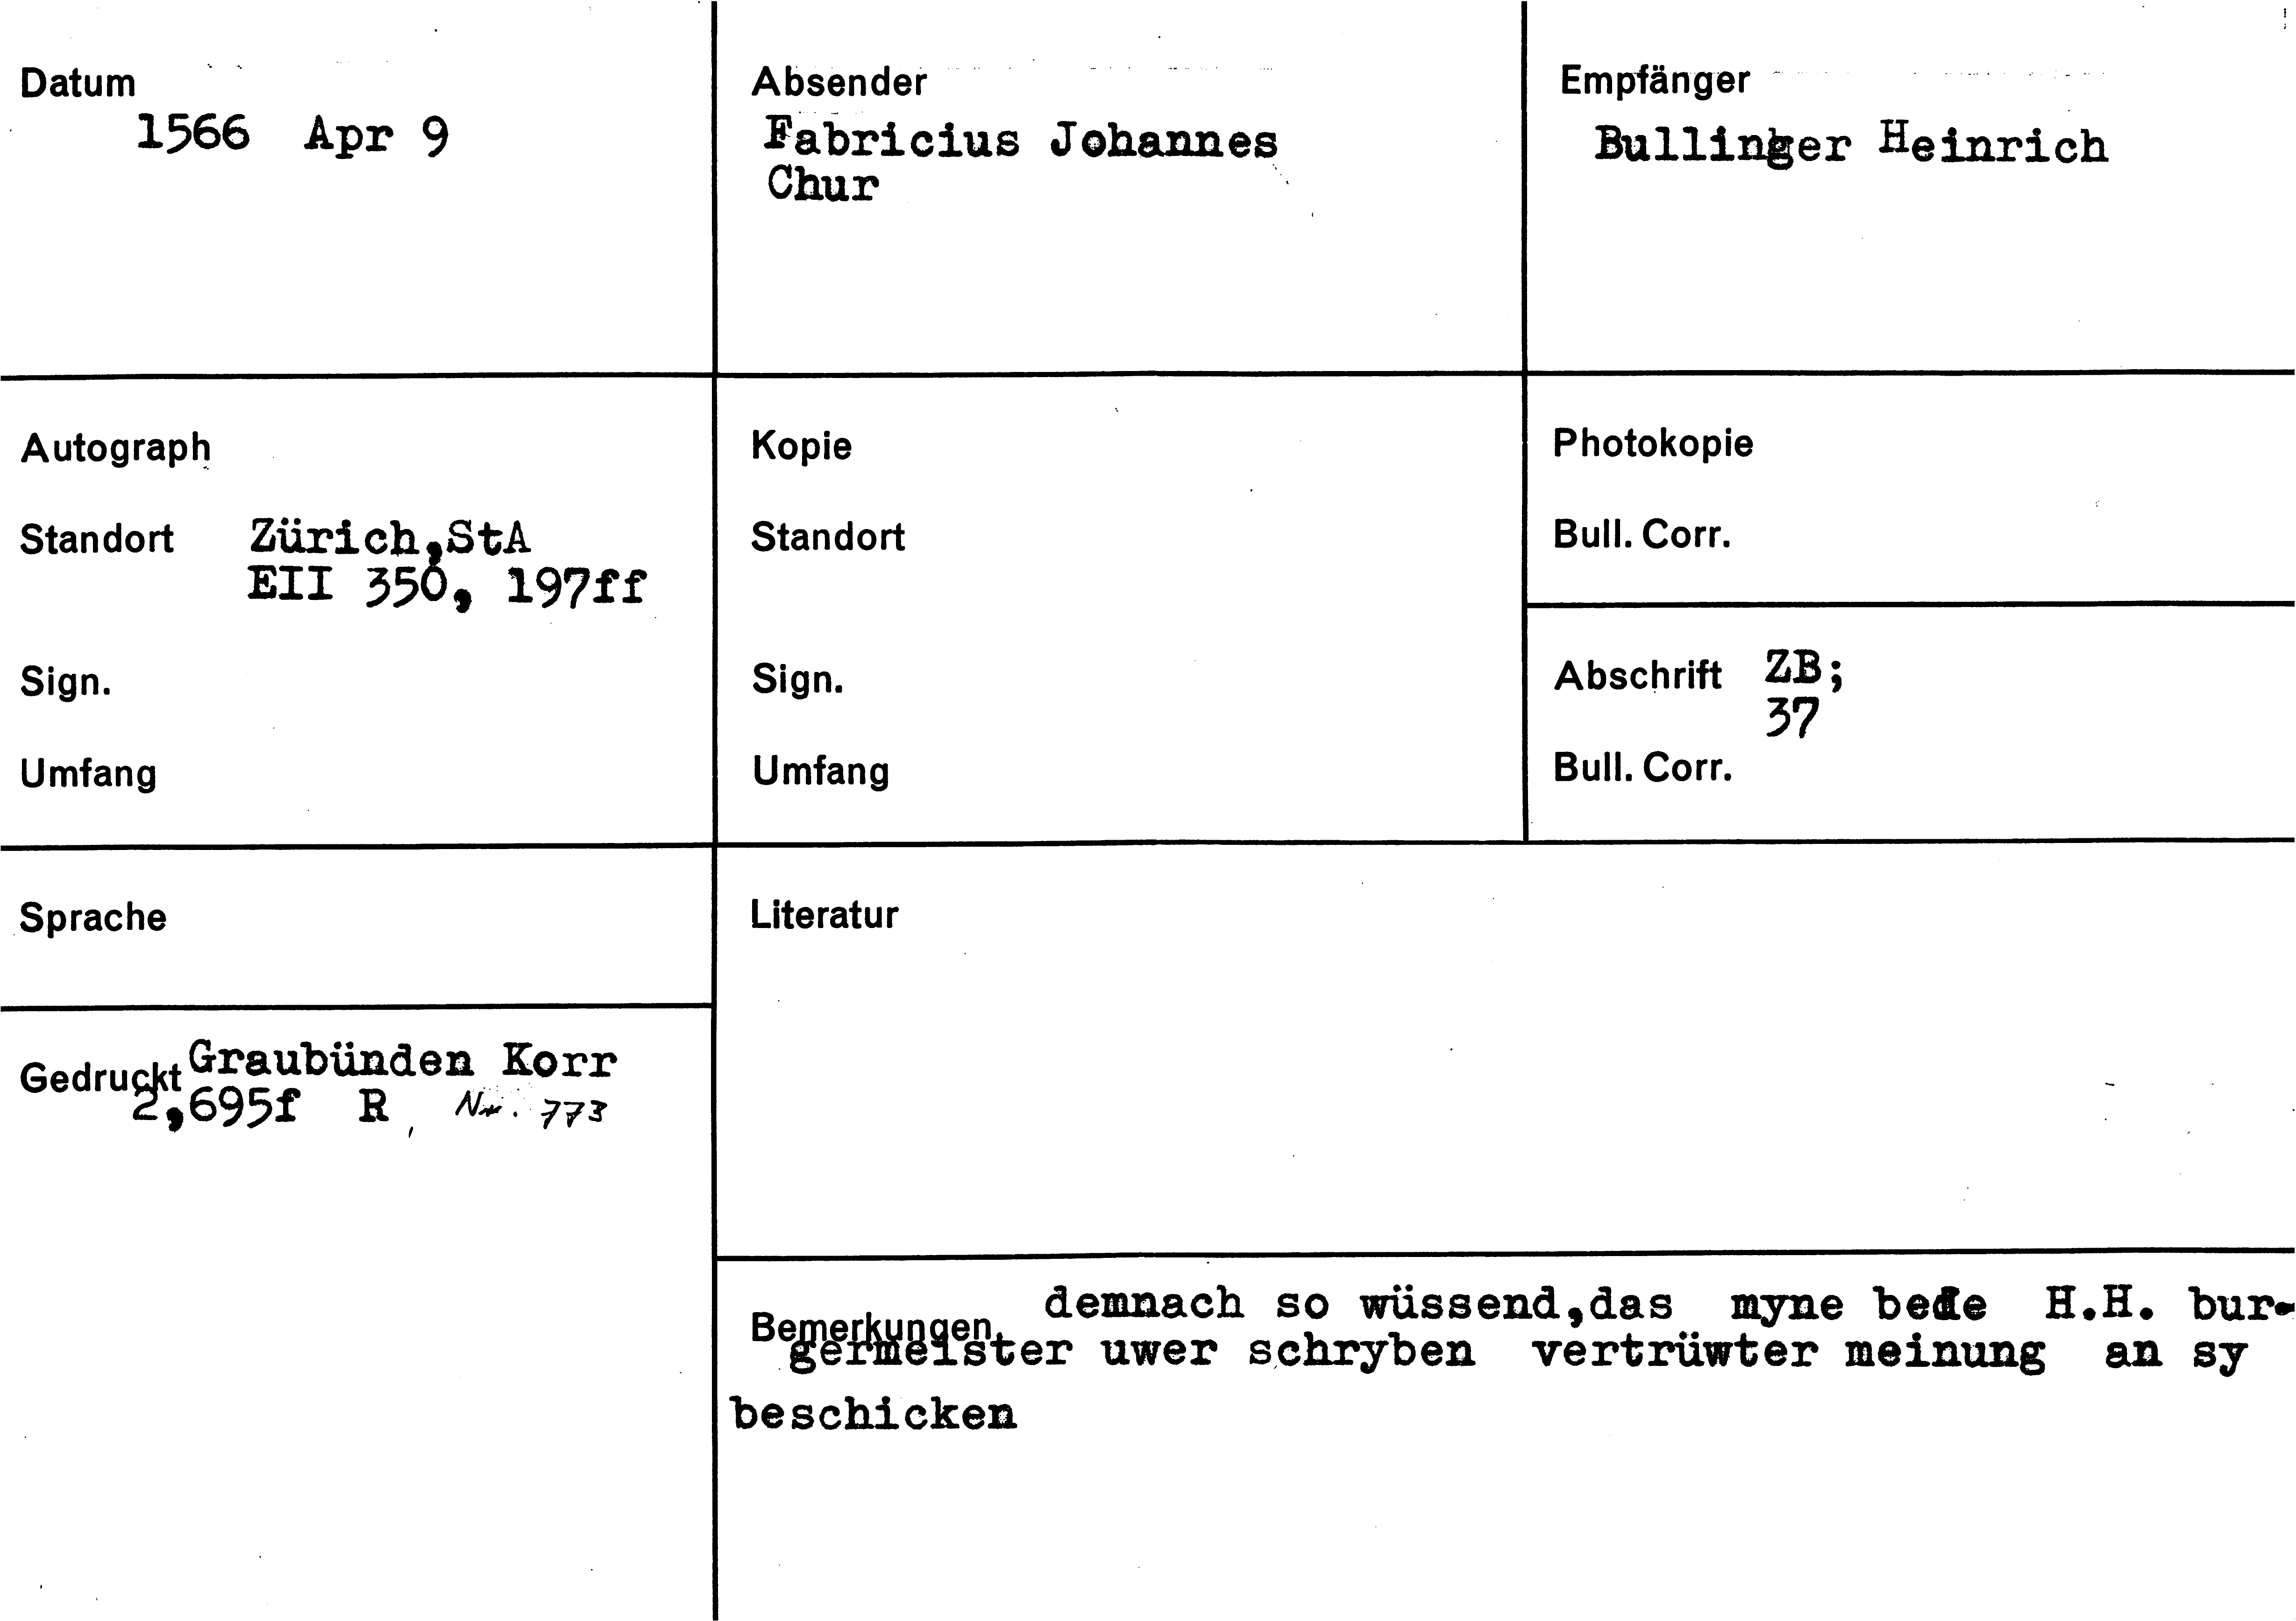 Datum
1566 Apr 9
Absender
Fabricius Johannes
Chur
Empfänger
Bullinger Heinrich
Autograph
Standort Zürich,StA
EII 350, 197ff
Sign.
Umfang
Kopie
Standort
Sign.
Umfang
Photokopie
Bull. Corr.
Abschrift ZB;
37
Bull. Corr.
Sprache
Gedruckt Graubünden Korr
2,695f R Nr. 773
Literatur
Bemerkungen demnach so wüssend,das myne bede H.H. bur-
germeister uwer schryben vertrüwter meinung an sy
beschicken